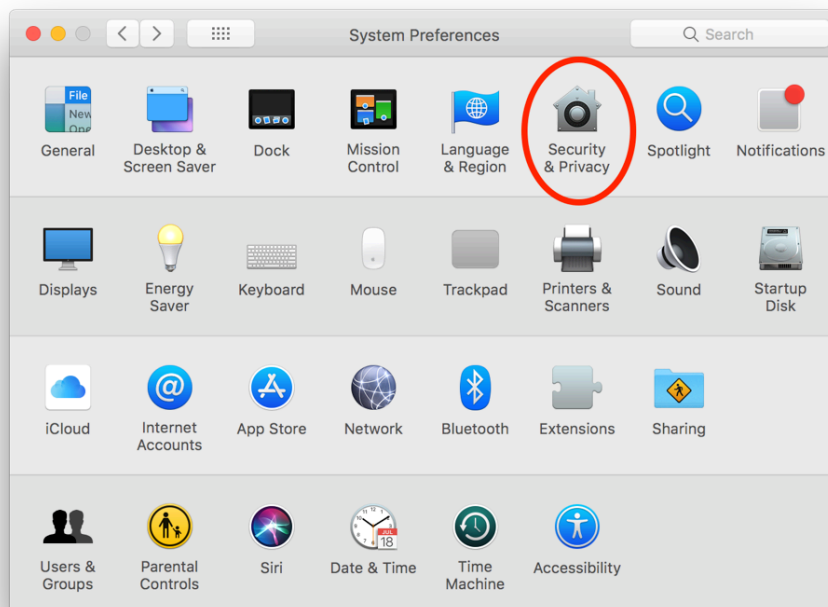 System Preferences
Search
File
New
One
General
Desktop &
Screen Saver
Dock
Mission
Control
Language
& Region
Security
& Privacy
Spotlight
Notifications
Displays
Energy
Saver
Keyboard
Mouse
Trackpad
Printers &
Scanners
Sound
Startup
Disk
iCloud
@
Internet
Accounts
App Store
Network
Bluetooth
Extensions
Sharing
Users &
Groups
Parental
Controls
Siri
JUL
18
Date & Time
Time
Machine
Accessibility